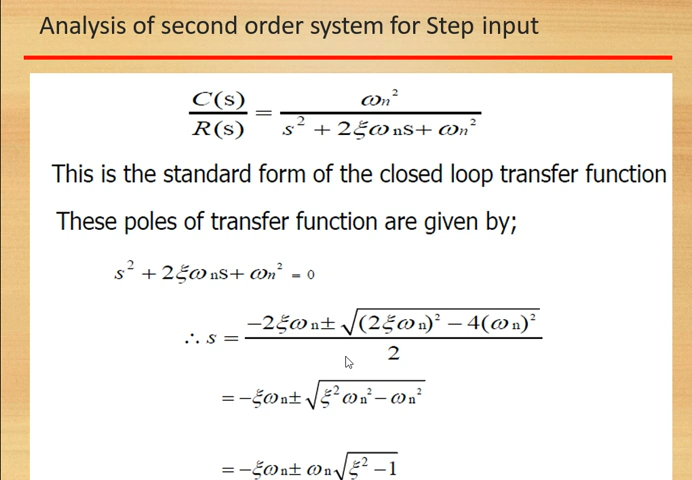 Analysis of second order system for Step input
C(s)/R(s) = ωn²/(s² + 2ξωns + ωn²)
This is the standard form of the closed loop transfer function
These poles of transfer function are given by;
s² + 2ξωns + ωn² = 0
∴ s = (−2ξωn ± √((2ξωn)² − 4(ωn)²))/2
= −ξωn ± √(ξ²ωn² − ωn²)
= −ξωn ± ωn√(ξ² − 1)